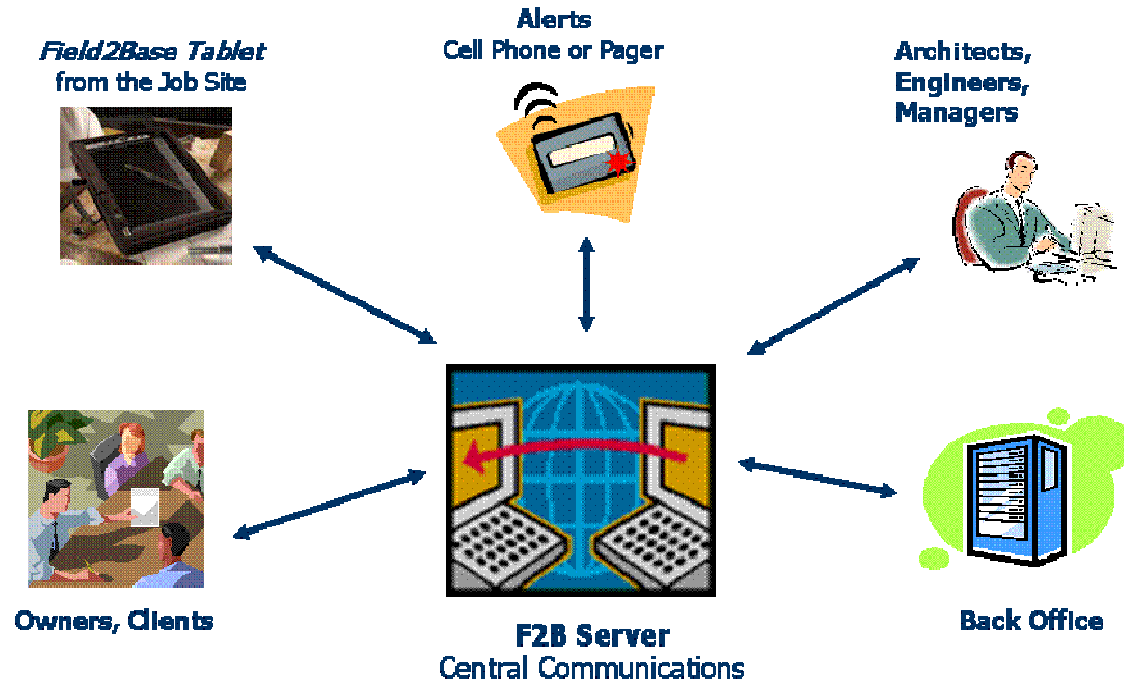 Field2Base Tablet
from the Job Site
Alerts
Cell Phone or Pager
Architects,
Engineers,
Managers
Owners, Clients
F2B Server
Central Communications
Back Office